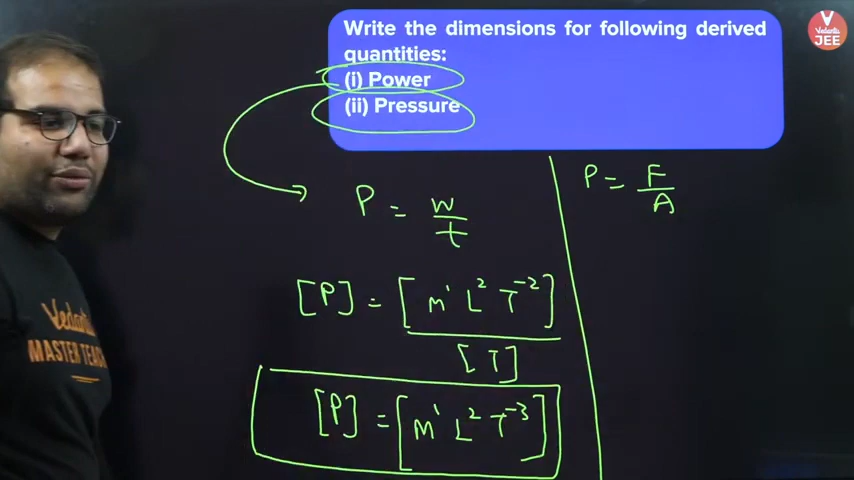 Write the dimensions for following derived
quantities:
(i) Power
(ii) Pressure
Vedantu
JEE
P = W/t
[P] = [M¹ L² T⁻²]
[T]
[P] = [M¹ L² T⁻³]
P = F/A
Vedantu
MASTER TEACH